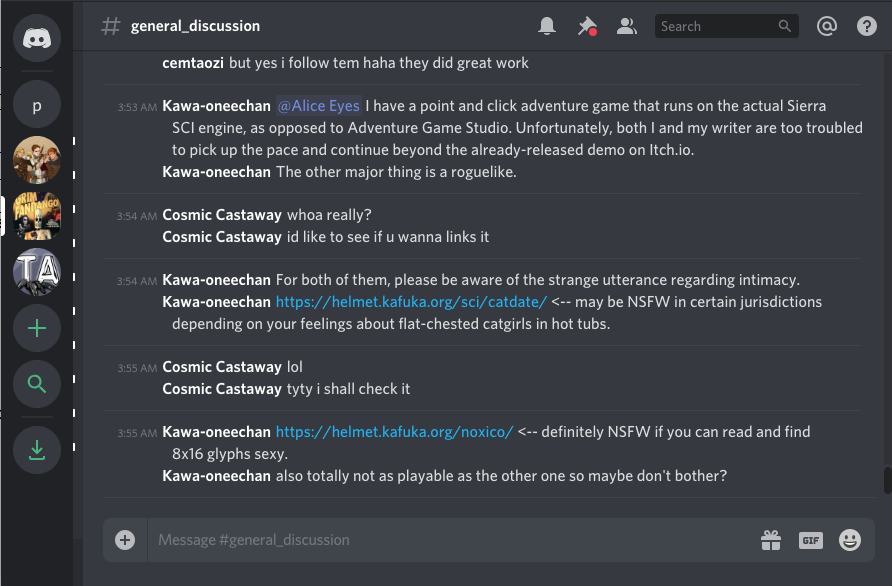 # general_discussion
Search
p
GRIM
FANDANGO
TA
cemtaozi but yes i follow tem haha they did great work
3:53 AM Kawa-oneechan @Alice Eyes I have a point and click adventure game that runs on the actual Sierra
SCI engine, as opposed to Adventure Game Studio. Unfortunately, both I and my writer are too troubled
to pick up the pace and continue beyond the already-released demo on Itch.io.
Kawa-oneechan The other major thing is a roguelike.
3:54 AM Cosmic Castaway whoa really?
Cosmic Castaway id like to see if u wanna links it
3:54 AM Kawa-oneechan For both of them, please be aware of the strange utterance regarding intimacy.
Kawa-oneechan https://helmet.kafuka.org/sci/catdate/ <-- may be NSFW in certain jurisdictions
depending on your feelings about flat-chested catgirls in hot tubs.
3:55 AM Cosmic Castaway lol
Cosmic Castaway tyty i shall check it
3:55 AM Kawa-oneechan https://helmet.kafuka.org/noxico/ <-- definitely NSFW if you can read and find
8x16 glyphs sexy.
Kawa-oneechan also totally not as playable as the other one so maybe don't bother?
Message #general_discussion
GIF